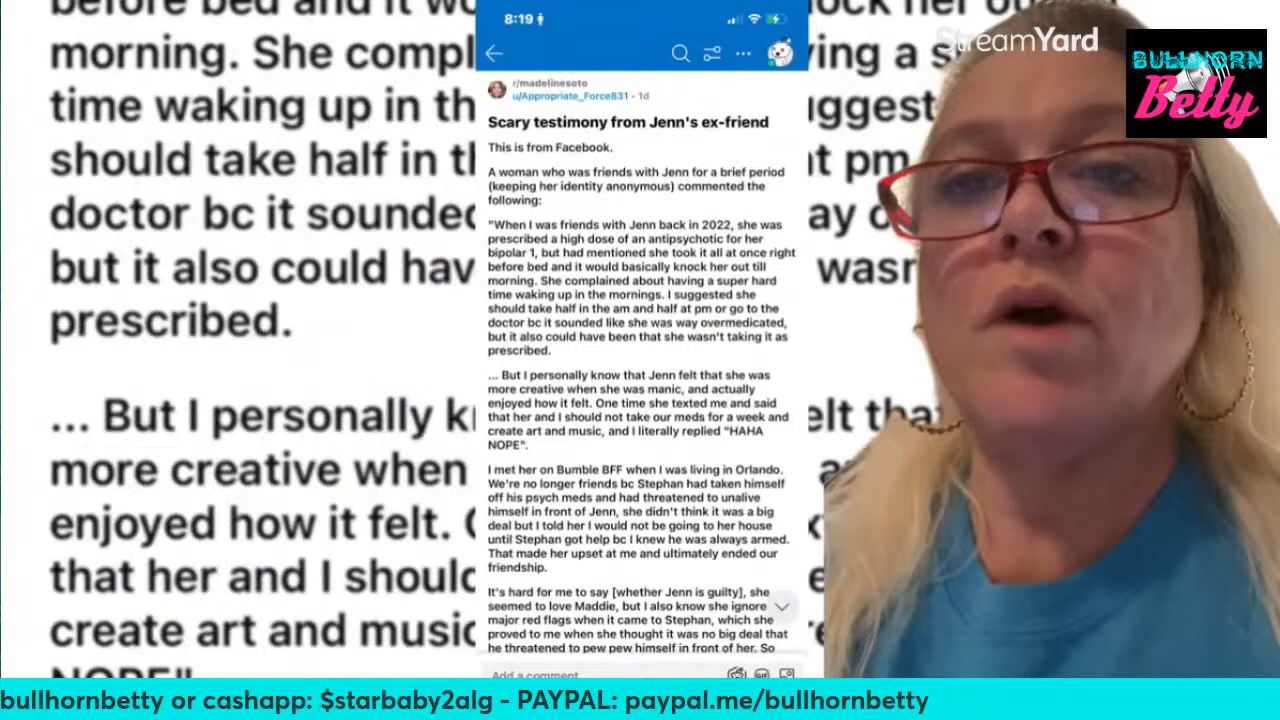 before bed and it wo
ock her ou
morning. She compl
ving a s
time waking up in th
uggest
should take half in th
at pm
doctor bc it sounded
ay o
but it also could hav
wasn
prescribed.
... But I personally k
elt tha
more creative when
a
enjoyed how it felt.
that her and I should
e
create art and music
re
NOPE".
8:19
r/madelinesoto
u/Appropriate_Force831 • 1d
Scary testimony from Jenn's ex-friend
This is from Facebook.
A woman who was friends with Jenn for a brief period
(keeping her identity anonymous) commented the
following:
"When I was friends with Jenn back in 2022, she was
prescribed a high dose of an antipsychotic for her
bipolar 1, but had mentioned she took it all at once right
before bed and it would basically knock her out till
morning. She complained about having a super hard
time waking up in the mornings. I suggested she
should take half in the am and half at pm or go to the
doctor bc it sounded like she was way overmedicated,
but it also could have been that she wasn't taking it as
prescribed.
... But I personally know that Jenn felt that she was
more creative when she was manic, and actually
enjoyed how it felt. One time she texted me and said
that her and I should not take our meds for a week and
create art and music, and I literally replied "HAHA
NOPE".
I met her on Bumble BFF when I was living in Orlando.
We're no longer friends bc Stephan had taken himself
off his psych meds and had threatened to unalive
himself in front of Jenn, she didn't think it was a big
deal but I told her I would not be going to her house
until Stephan got help bc I knew he was always armed.
That made her upset at me and ultimately ended our
friendship.
It's hard for me to say [whether Jenn is guilty], she
seemed to love Maddie, but I also know she ignore
major red flags when it came to Stephan, which she
proved to me when she thought it was no big deal that
he threatened to pew pew himself in front of her. So
Add a comment
GIF
StreamYard
BULLHORN
Betty
bullhornbetty or cashapp: $starbaby2alg - PAYPAL: paypal.me/bullhornbetty